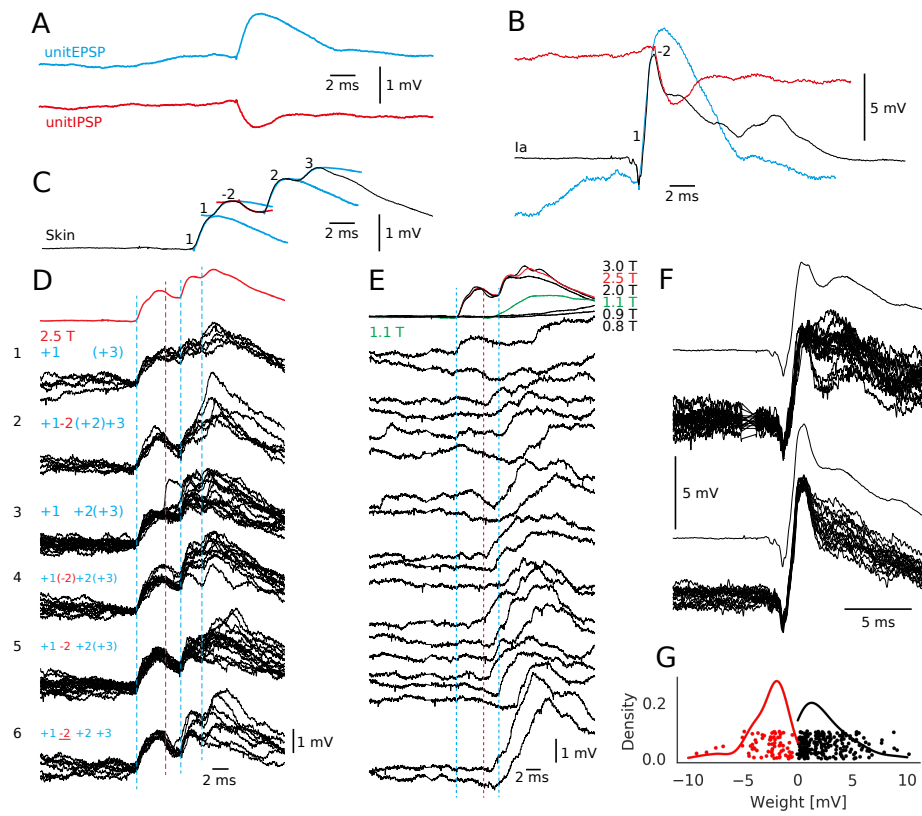 A
unitEPSP
2 ms
1 mV
unitIPSP
B
-2
5 mV
1
Ia
2 ms
C
3
2
-2
1
1
Skin
2 ms
1 mV
D
2.5 T
1
+1 (+3)
2
+1-2(+2)+3
3
+1 +2(+3)
4
+1(-2)+2(+3)
5
+1 -2 +2(+3)
6
+1 -2 +2 +3
1 mV
2 ms
E
3.0 T
2.5 T
2.0 T
1.1 T
0.9 T
0.8 T
1.1 T
1 mV
2 ms
F
5 mV
5 ms
G
Density
0.2
0.0
−10 −5 0 5 10
Weight [mV]